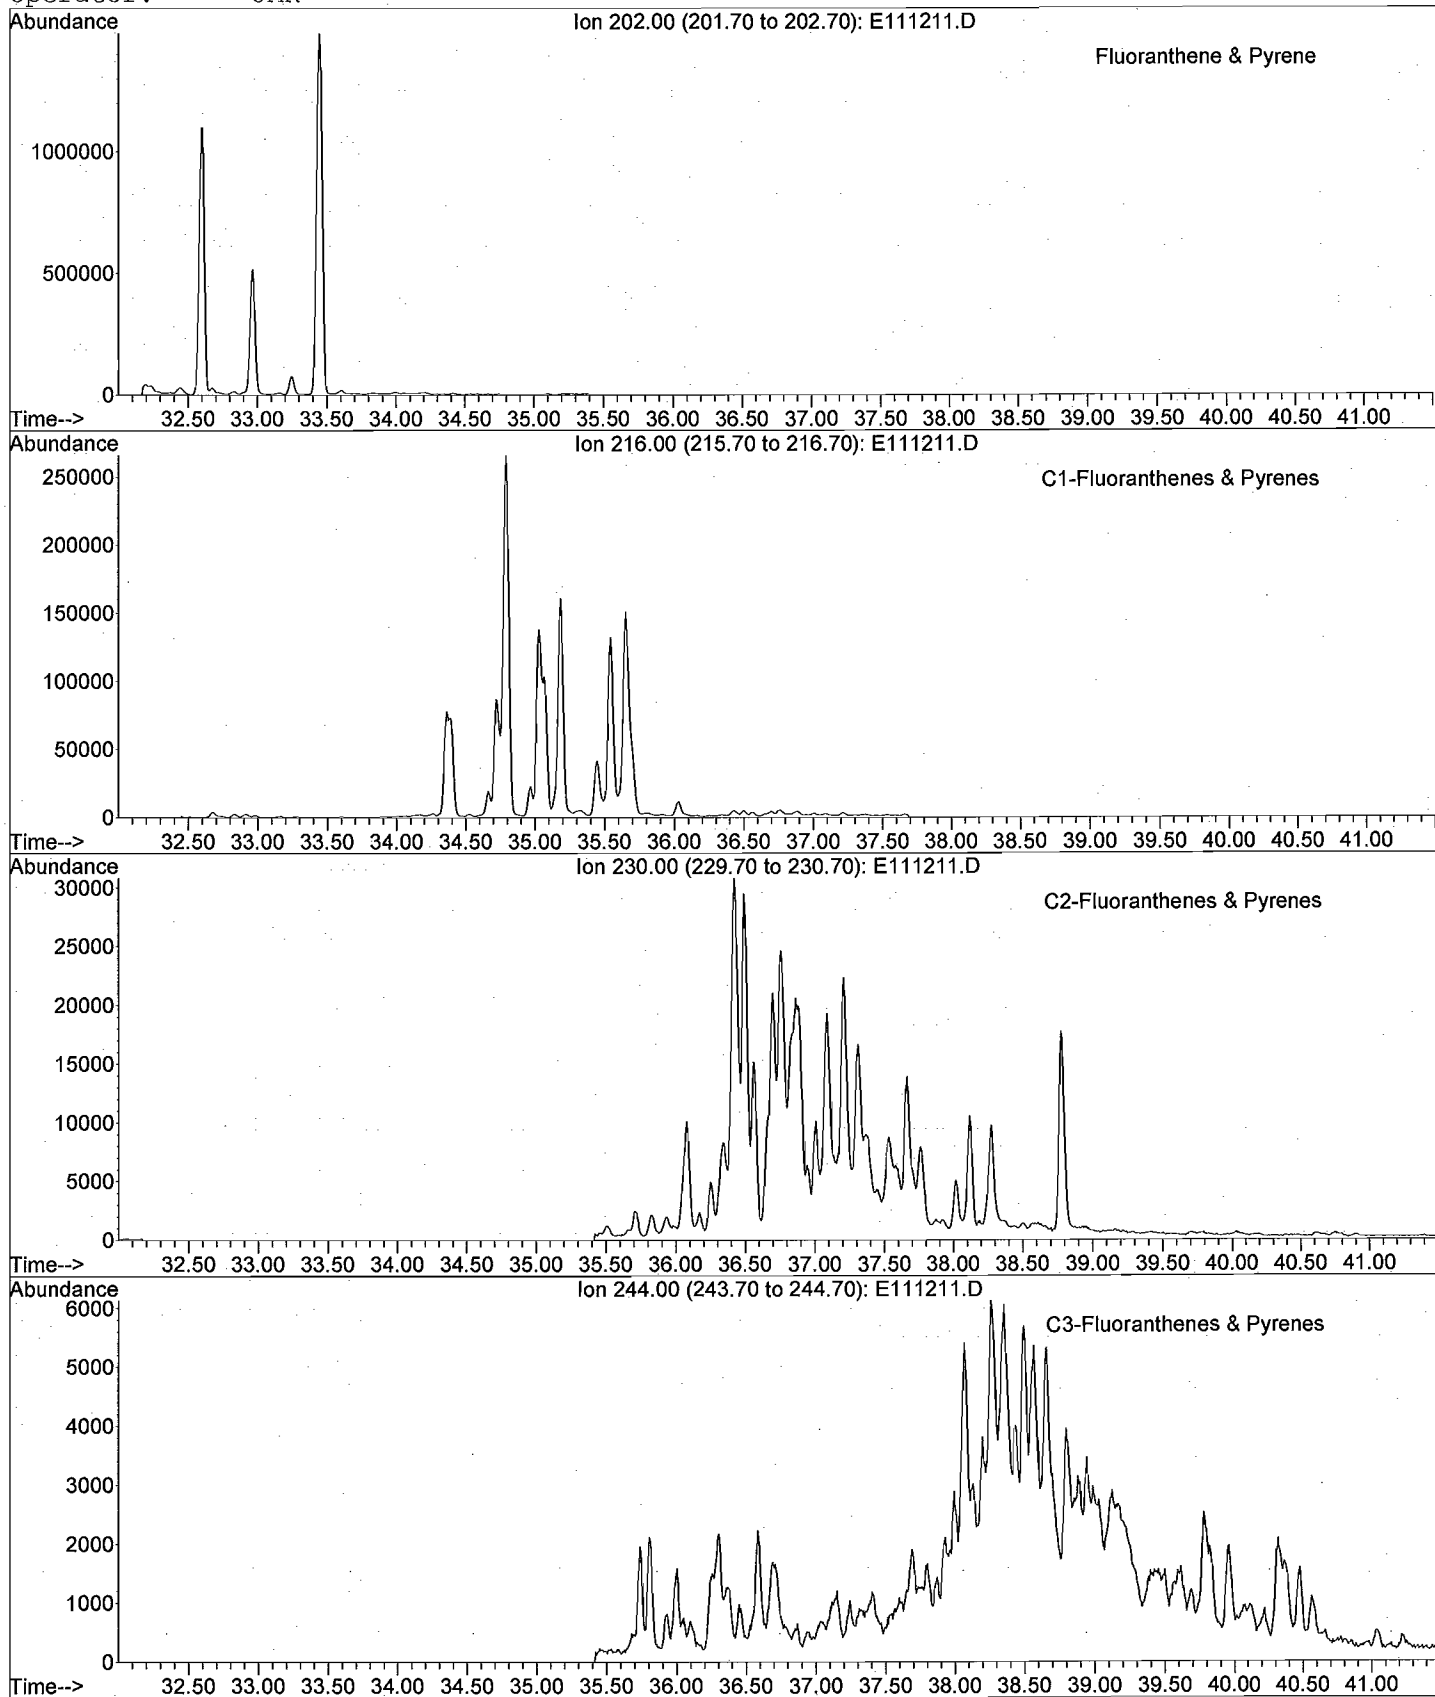 Abundance
Ion 202.00 (201.70 to 202.70): E111211.D
Fluoranthene & Pyrene
1000000
500000
0
Time-->
32.50 33.00 33.50 34.00 34.50 35.00 35.50 36.00 36.50 37.00 37.50 38.00 38.50 39.00 39.50 40.00 40.50 41.00
Abundance
Ion 216.00 (215.70 to 216.70): E111211.D
C1-Fluoranthenes & Pyrenes
250000
200000
150000
100000
50000
0
Time-->
32.50 33.00 33.50 34.00 34.50 35.00 35.50 36.00 36.50 37.00 37.50 38.00 38.50 39.00 39.50 40.00 40.50 41.00
Abundance
Ion 230.00 (229.70 to 230.70): E111211.D
C2-Fluoranthenes & Pyrenes
30000
25000
20000
15000
10000
5000
0
Time-->
32.50 33.00 33.50 34.00 34.50 35.00 35.50 36.00 36.50 37.00 37.50 38.00 38.50 39.00 39.50 40.00 40.50 41.00
Abundance
Ion 244.00 (243.70 to 244.70): E111211.D
C3-Fluoranthenes & Pyrenes
6000
5000
4000
3000
2000
1000
0
Time-->
32.50 33.00 33.50 34.00 34.50 35.00 35.50 36.00 36.50 37.00 37.50 38.00 38.50 39.00 39.50 40.00 40.50 41.00